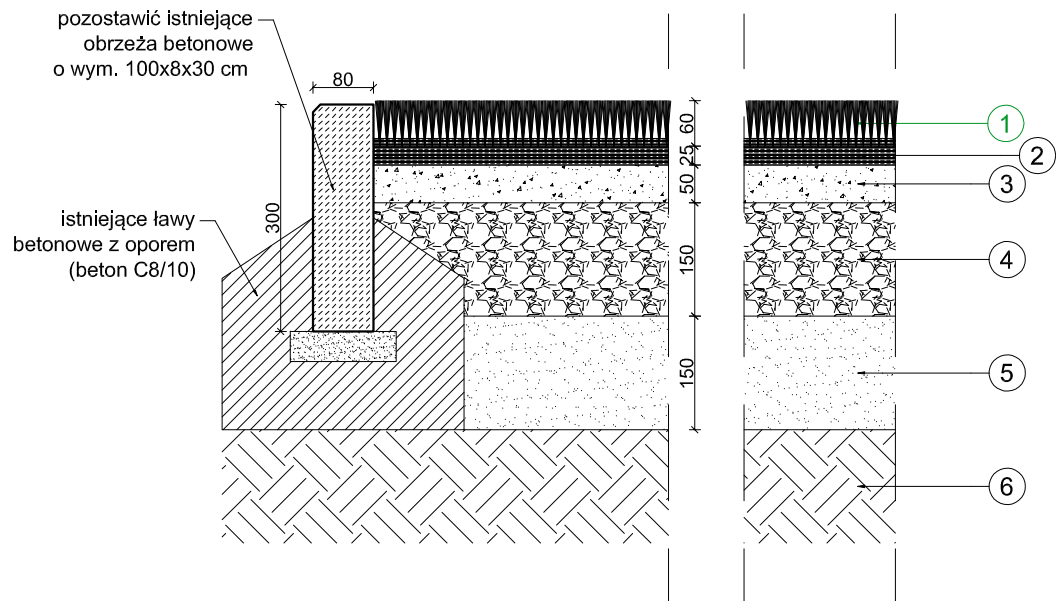 pozostawić istniejące
obrzeża betonowe
o wym. 100x8x30 cm
80
300
istniejące ławy
betonowe z oporem
(beton C8/10)
60
25
50
150
150
1
2
3
4
5
6